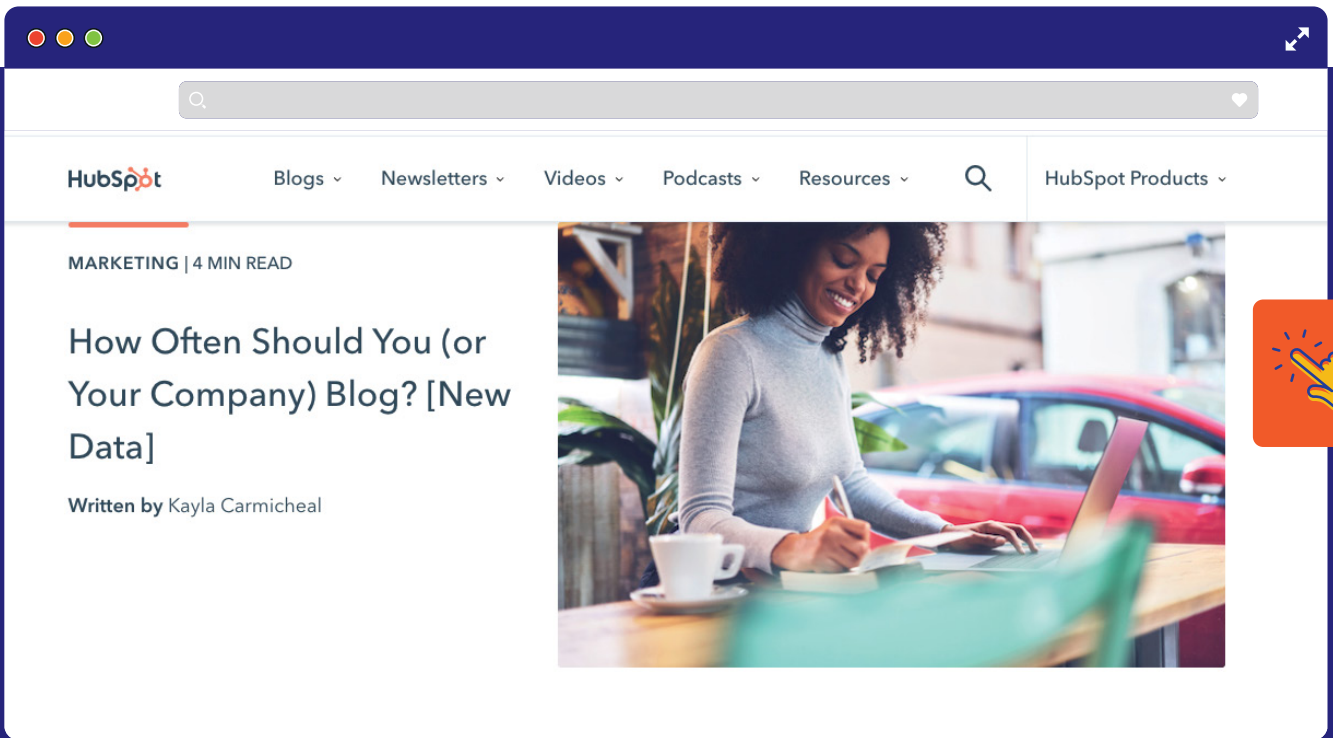 HubSpot Blogs Newsletters Videos Podcasts Resources HubSpot Products
MARKETING | 4 MIN READ
How Often Should You (or
Your Company) Blog? [New
Data]
Written by Kayla Carmicheal